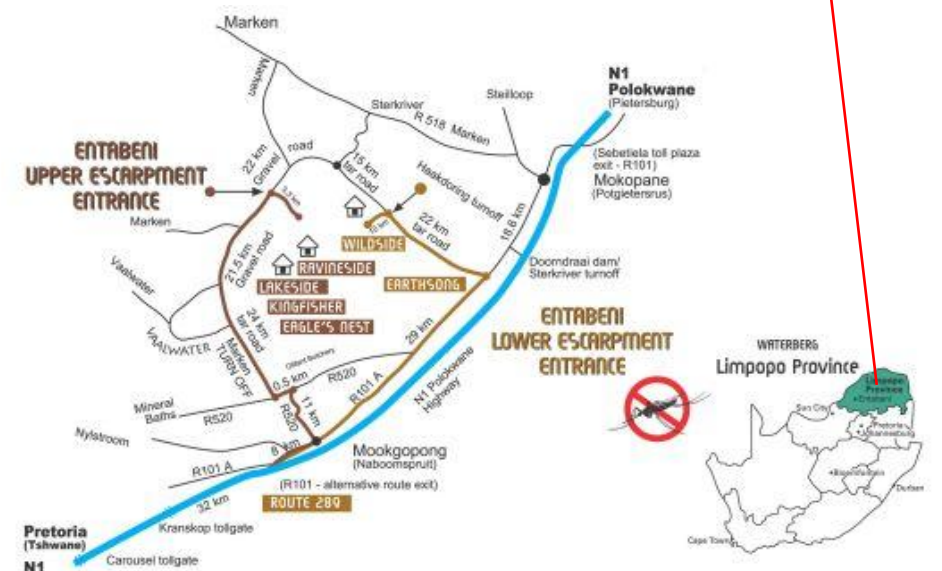 Marken
Marken
Sterkriver
R 518 Marken
Steilloop
N1
Polokwane
(Pietersburg)
(Sebetiela toll plaza
exit - R101)
Mokopane
(Potgietersrus)
ENTABENI
UPPER ESCARPMENT
ENTRANCE
22 km
Gravel road
15 km
tar road
Haakdoring turnoff
22 km
tar road
18.6 km
10 km
Marken
21.5 km
Gravel road
WILDSIDE
RAVINESIDE
LAKESIDE
KINGFISHER
EAGLE'S NEST
EARTHSONG
Doorndraai dam/
Sterkriver turnoff
Vaalwater
VAALWATER
24 km
tar road
Marken
TURN OFF
29 km
R101 A
N1 Polokwane
Highway
ENTABENI
LOWER ESCARPMENT
ENTRANCE
0.5 km
R520
11 km
R520
Mineral
Baths
R520
Nylstroom
8 km
R101 A
Mookgopong
(Naboomspruit)
(R101 - alternative route exit)
ROUTE 289
32 km
Kranskop tollgate
Pretoria
(Tshwane)
N1
Carousel tollgate
WATERBERG
Limpopo Province
Limpopo
Province
Entabeni
Sun City
Pretoria
Johannesburg
Bloemfontein
Durban
Cape Town